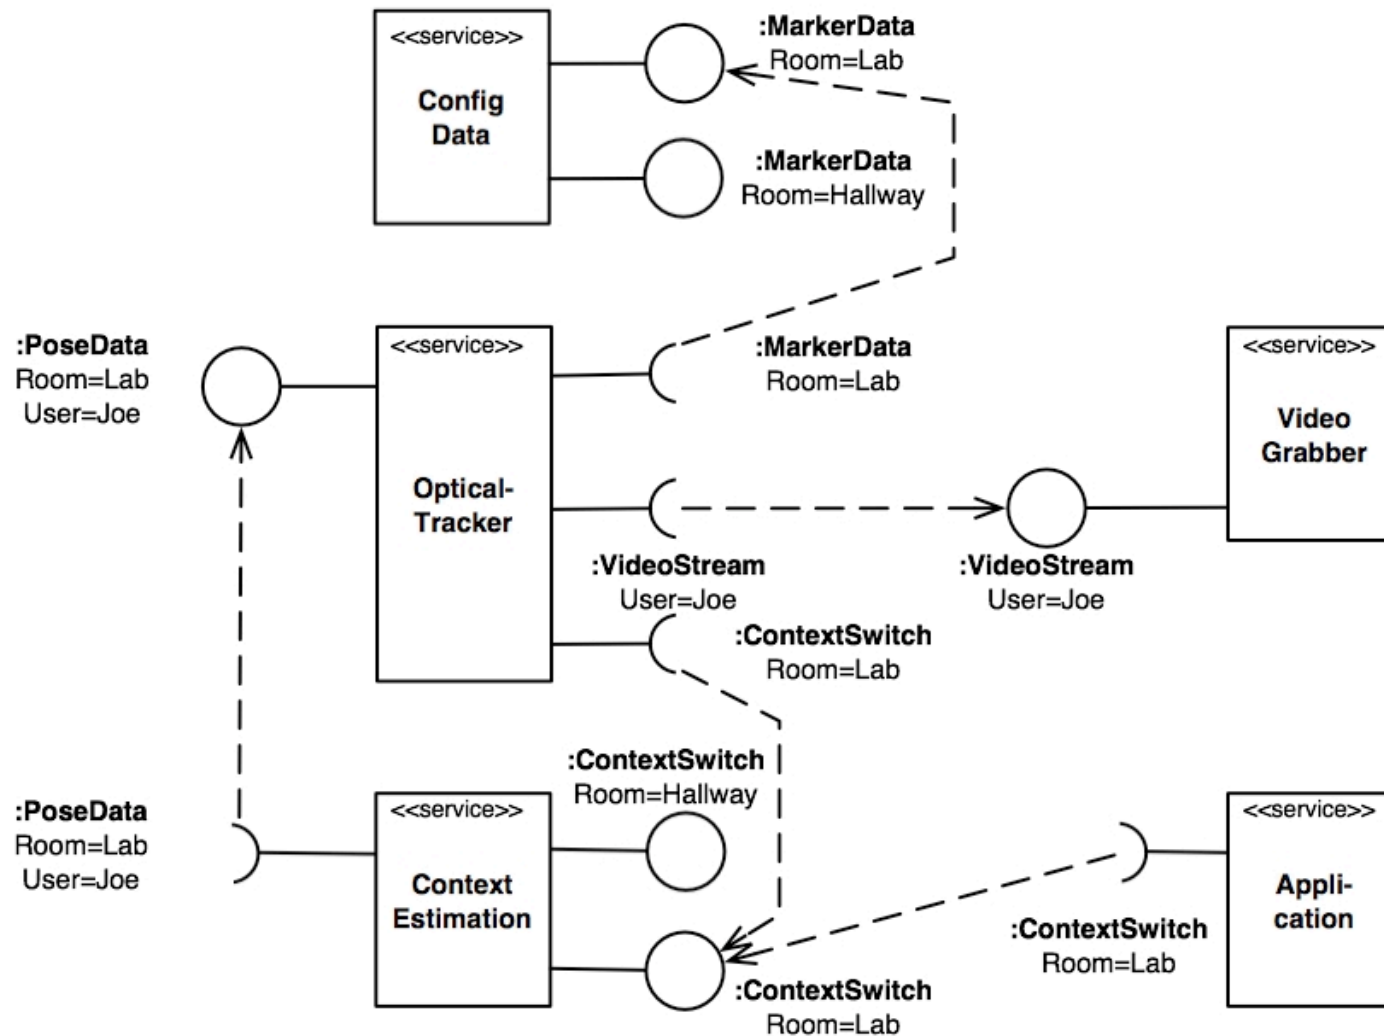 <<service>>
Config
Data
:MarkerData
Room=Lab
:MarkerData
Room=Hallway
:PoseData
Room=Lab
User=Joe
<<service>>
Optical-
Tracker
:MarkerData
Room=Lab
<<service>>
Video
Grabber
:VideoStream
User=Joe
:VideoStream
User=Joe
:ContextSwitch
Room=Lab
:ContextSwitch
Room=Hallway
:PoseData
Room=Lab
User=Joe
<<service>>
Context
Estimation
<<service>>
Appli-
cation
:ContextSwitch
Room=Lab
:ContextSwitch
Room=Lab